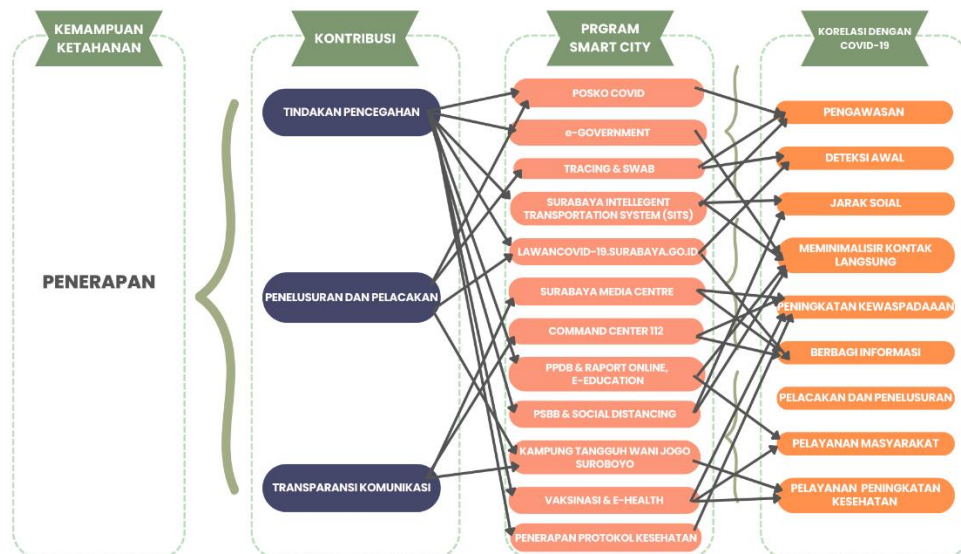 KEMAMPUAN
KETAHANAN
KONTRIBUSI
PRGRAM
SMART CITY
KORELASI DENGAN
COVID-19
PENERAPAN
TINDAKAN PENCEGAHAN
PENELUSURAN DAN PELACAKAN
TRANSPARANSI KOMUNIKASI
POSKO COVID
e-GOVERNMENT
TRACING & SWAB
SURABAYA INTELLEGENT
TRANSPORTATION SYSTEM (SITS)
LAWANCOVID-19.SURABAYA.GO.ID
SURABAYA MEDIA CENTRE
COMMAND CENTER 112
PPDB & RAPORT ONLINE,
E-EDUCATION
PSBB & SOCIAL DISTANCING
KAMPUNG TANGGUH WANI JOGO
SUROBOYO
VAKSINASI & E-HEALTH
PENERAPAN PROTOKOL KESEHATAN
PENGAWASAN
DETEKSI AWAL
JARAK SOIAL
MEMINIMALISIR KONTAK
LANGSUNG
PENINGKATAN KEWASPADAAAN
BERBAGI INFORMASI
PELACAKAN DAN PENELUSURAN
PELAYANAN MASYARAKAT
PELAYANAN PENINGKATAN
KESEHATAN